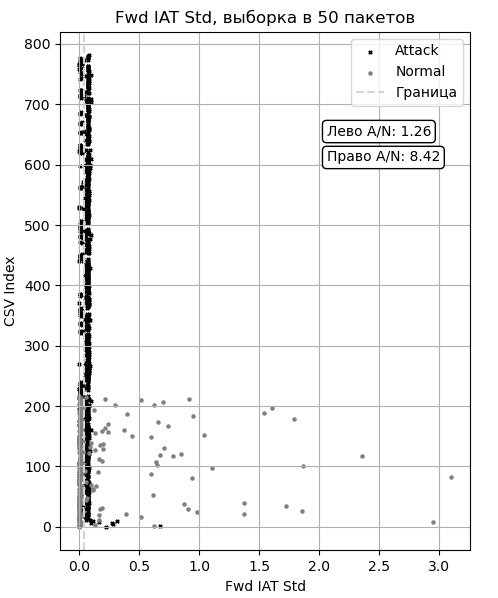 Fwd IAT Std, выборка в 50 пакетов
Attack
Normal
Граница
Лево A/N: 1.26
Право A/N: 8.42
800
700
600
500
400
300
200
100
0
CSV Index
0.0 0.5 1.0 1.5 2.0 2.5 3.0
Fwd IAT Std